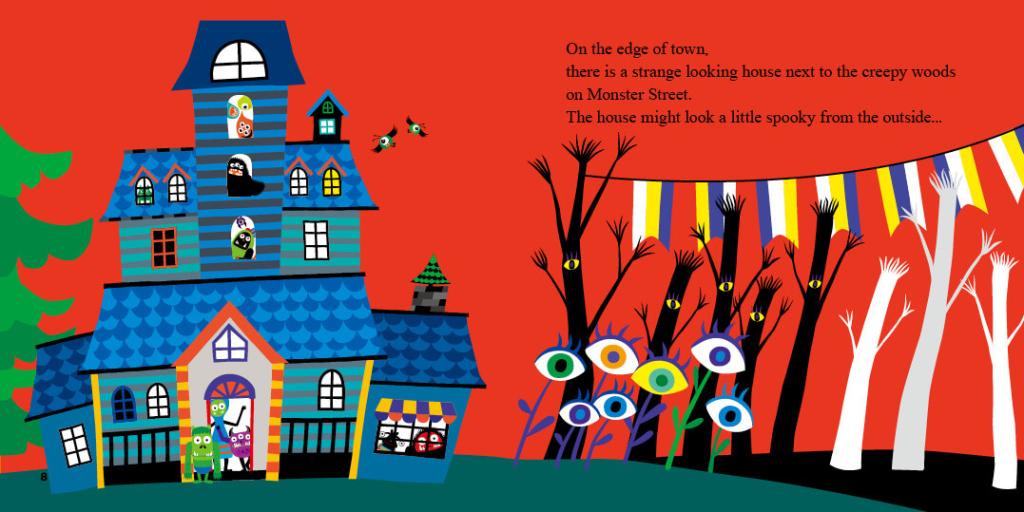 On the edge of town,
there is a strange looking house next to the creepy woods
on Monster Street.
The house might look a little spooky from the outside...
8